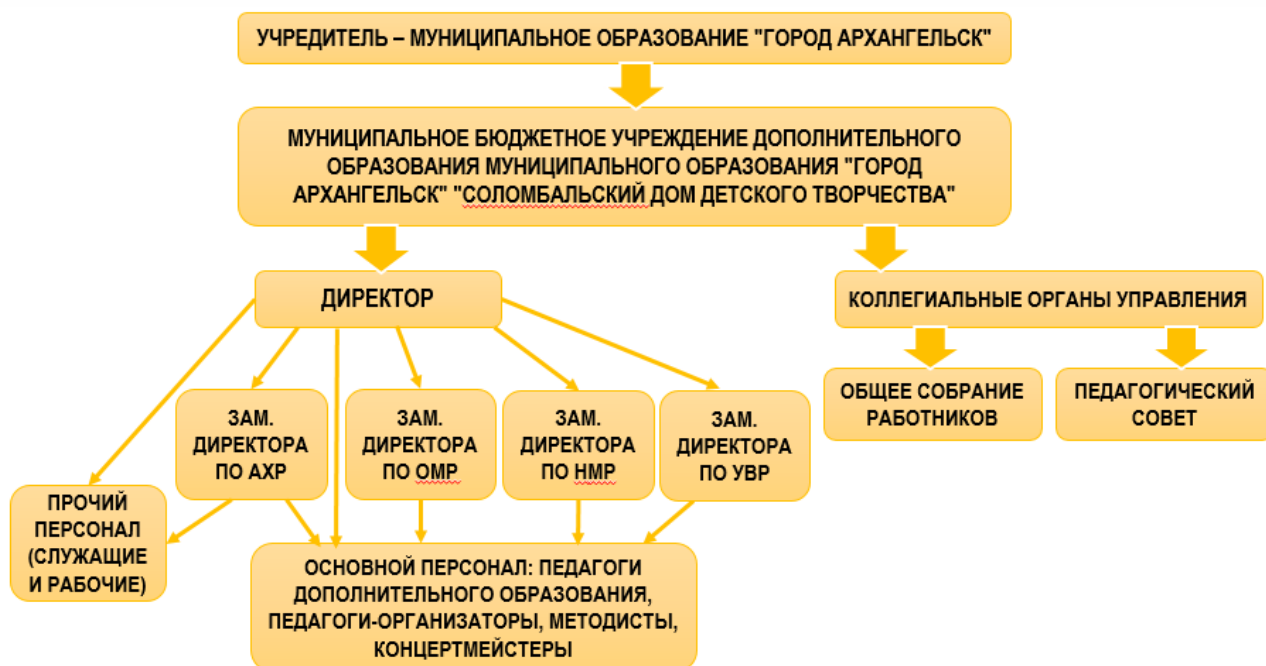 УЧРЕДИТЕЛЬ – МУНИЦИПАЛЬНОЕ ОБРАЗОВАНИЕ "ГОРОД АРХАНГЕЛЬСК"
МУНИЦИПАЛЬНОЕ БЮДЖЕТНОЕ УЧРЕЖДЕНИЕ ДОПОЛНИТЕЛЬНОГО
ОБРАЗОВАНИЯ МУНИЦИПАЛЬНОГО ОБРАЗОВАНИЯ "ГОРОД
АРХАНГЕЛЬСК" "СОЛОМБАЛЬСКИЙ ДОМ ДЕТСКОГО ТВОРЧЕСТВА"
ДИРЕКТОР
КОЛЛЕГИАЛЬНЫЕ ОРГАНЫ УПРАВЛЕНИЯ
ЗАМ.
ДИРЕКТОРА
ПО АХР
ЗАМ.
ДИРЕКТОРА
ПО ОМР
ЗАМ.
ДИРЕКТОРА
ПО НМР
ЗАМ.
ДИРЕКТОРА
ПО УВР
ОБЩЕЕ СОБРАНИЕ
РАБОТНИКОВ
ПЕДАГОГИЧЕСКИЙ
СОВЕТ
ПРОЧИЙ
ПЕРСОНАЛ
(СЛУЖАЩИЕ
И РАБОЧИЕ)
ОСНОВНОЙ ПЕРСОНАЛ: ПЕДАГОГИ
ДОПОЛНИТЕЛЬНОГО ОБРАЗОВАНИЯ,
ПЕДАГОГИ-ОРГАНИЗАТОРЫ, МЕТОДИСТЫ,
КОНЦЕРТМЕЙСТЕРЫ